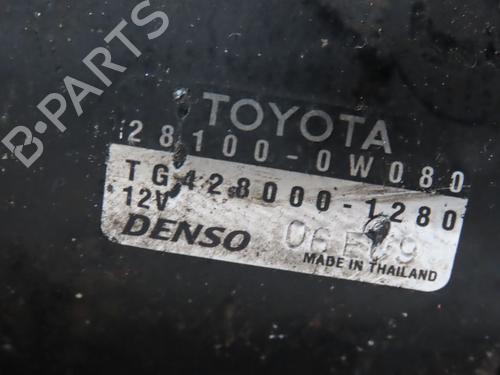 B-PARTS
TOYOTA
28100-0W080
TG428000-1280
12V
DENSO
MADE IN THAILAND